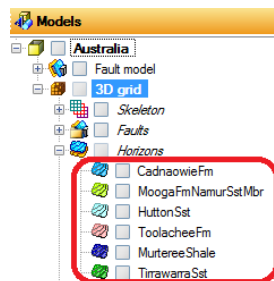 Models
Australia
Fault model
3D grid
Skeleton
Faults
Horizons
CadnaowieFm
MoogaFmNamurSstMbr
HuttonSst
ToolacheeFm
MurtereeShale
TirrawarraSst